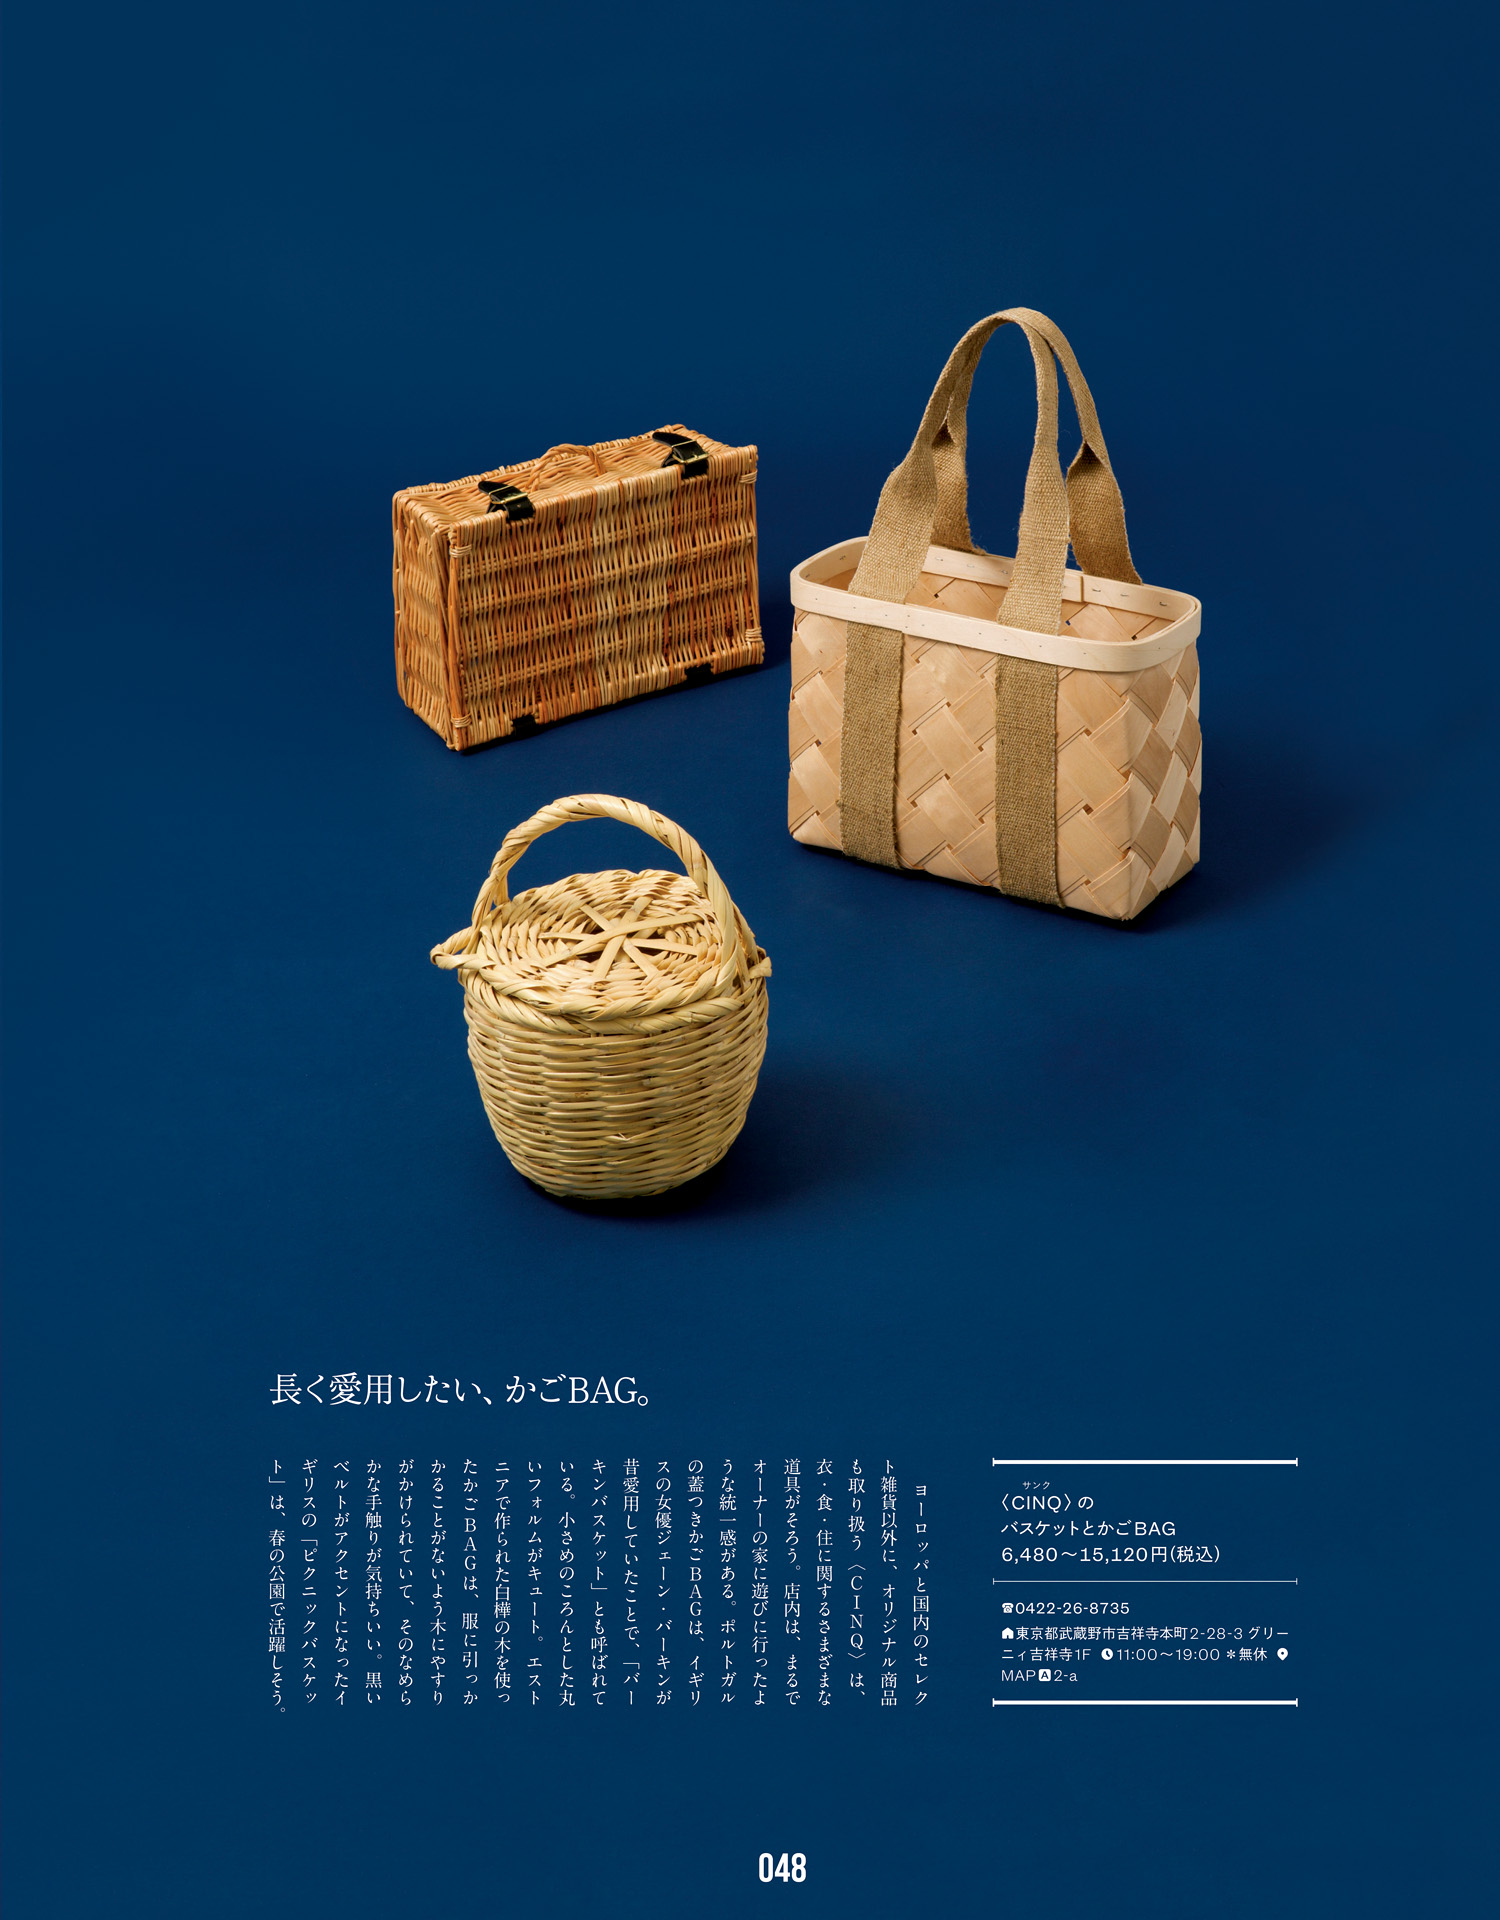 長く愛用したい、かごBAG。
ヨーロッパと国内のセレク
ト雑貨以外に、オリジナル商品
も取り扱う〈CINQ〉は、
衣・食・住に関するさまざまな
道具がそろう。店内は、まるで
オーナーの家に遊びに行ったよ
うな統一感がある。ポルトガル
の蓋つきかごBAGは、イギリ
スの女優ジェーン・バーキンが
昔愛用していたことで、「バー
キンバスケット」とも呼ばれて
いる。小さめのころんとした丸
いフォルムがキュート。エスト
ニアで作られた白樺の木を使っ
たかごBAGは、服に引っか
かることがないよう木にやすり
がかけられていて、そのなめら
かな手触りが気持ちいい。黒い
ベルトがアクセントになったイ
ギリスの「ピクニックバスケッ
ト」は、春の公園で活躍しそう。
サンク
〈CINQ〉の
バスケットとかごBAG
6,480〜15,120円(税込)
☎0422-26-8735
東京都武蔵野市吉祥寺本町2-28-3 グリー
ニィ吉祥寺1F 11:00〜19:00 *無休
MAP A 2-a
048